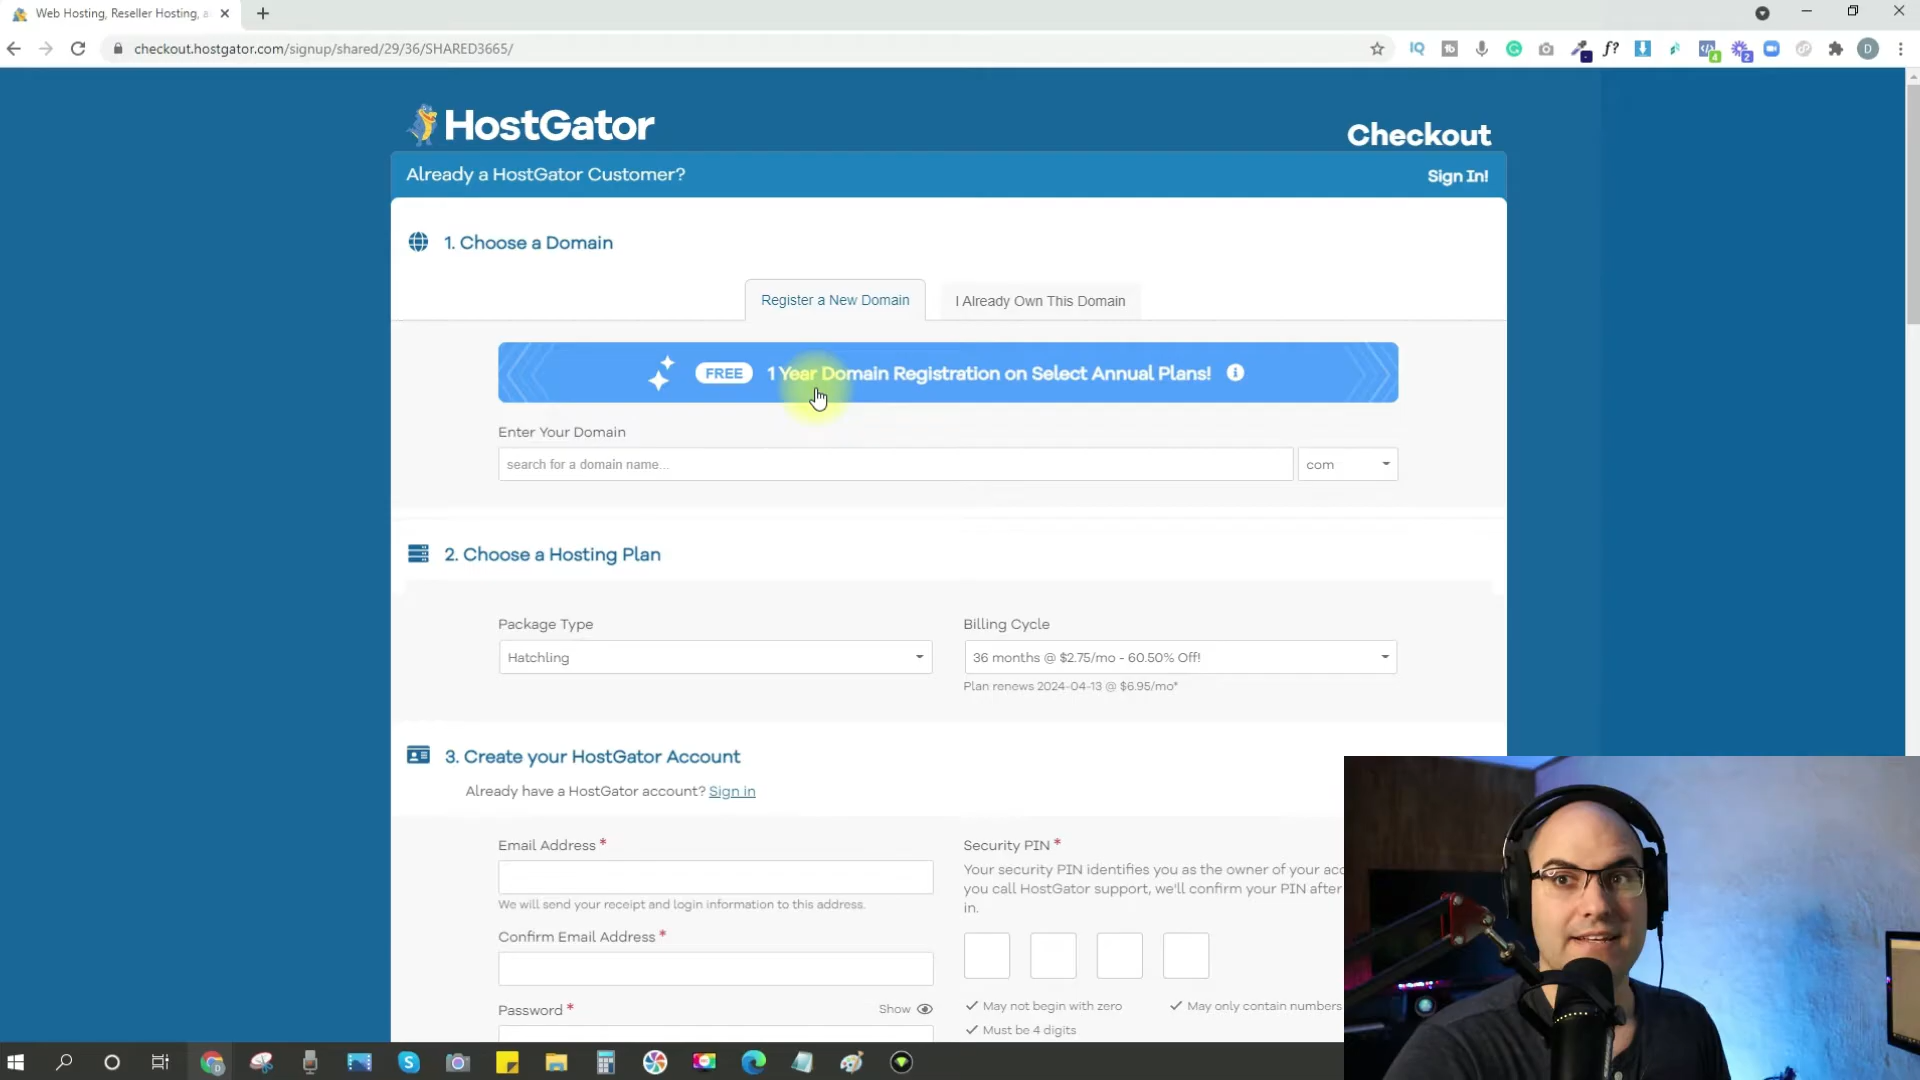 Web Hosting, Reseller Hosting, a
checkout.hostgator.com/signup/shared/29/36/SHARED3665/
IQ
tb
f?
4
2
D
HostGator
Checkout
Already a HostGator Customer?
Sign In!
1. Choose a Domain
Register a New Domain
I Already Own This Domain
FREE 1 Year Domain Registration on Select Annual Plans!
Enter Your Domain
search for a domain name...
com
2. Choose a Hosting Plan
Package Type
Billing Cycle
Hatchling
36 months @ $2.75/mo - 60.50% Off!
Plan renews 2024-04-13 @ $6.95/mo*
3. Create your HostGator Account
Already have a HostGator account? Sign in
Email Address *
Security PIN *
Your security PIN identifies you as the owner of your acc
you call HostGator support, we'll confirm your PIN after
in.
We will send your receipt and login information to this address.
Confirm Email Address *
Password *
Show
May not begin with zero
May only contain numbers
Must be 4 digits